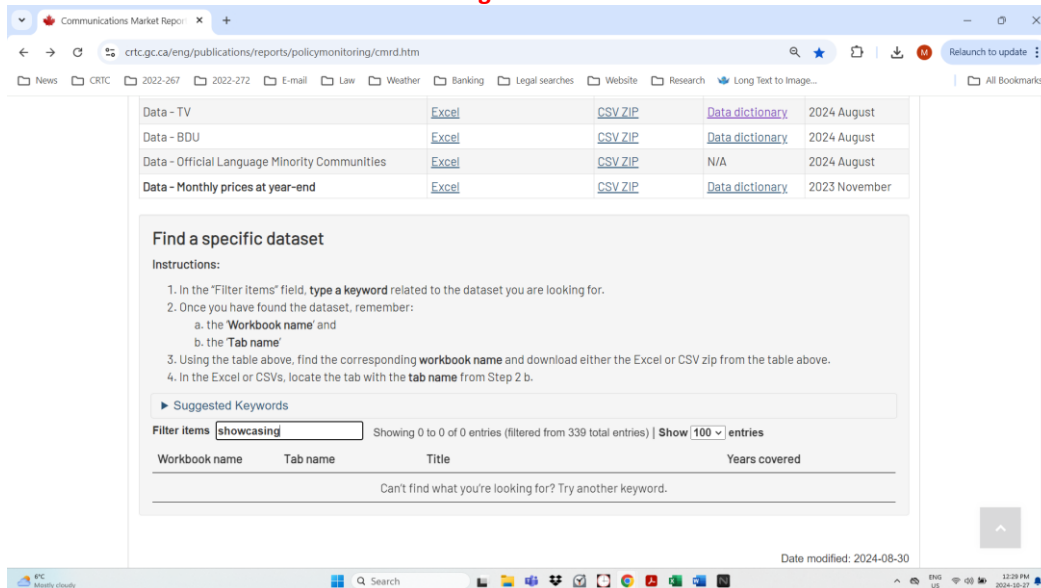 Communications Market Repor
crtc.gc.ca/eng/publications/reports/policymonitoring/cmrd.htm
M
Relaunch to update
News CRTC 2022-267 2022-272 E-mail Law Weather Banking Legal searches Website Research Long Text to Image... All Bookmarks
Data - TV Excel CSV ZIP Data dictionary 2024 August
Data - BDU Excel CSV ZIP Data dictionary 2024 August
Data - Official Language Minority Communities Excel CSV ZIP N/A 2024 August
Data - Monthly prices at year-end Excel CSV ZIP Data dictionary 2023 November
Find a specific dataset
Instructions:
1. In the "Filter items" field, type a keyword related to the dataset you are looking for.
2. Once you have found the dataset, remember:
a. the 'Workbook name' and
b. the 'Tab name'
3. Using the table above, find the corresponding workbook name and download either the Excel or CSV zip from the table above.
4. In the Excel or CSVs, locate the tab with the tab name from Step 2 b.
Suggested Keywords
Filter items showcasing Showing 0 to 0 of 0 entries (filtered from 339 total entries) | Show 100 entries
Workbook name Tab name Title Years covered
Can't find what you're looking for? Try another keyword.
Date modified: 2024-08-30
6°C
Mostly cloudy
Search
ENG
US
12:29 PM
2024-10-27